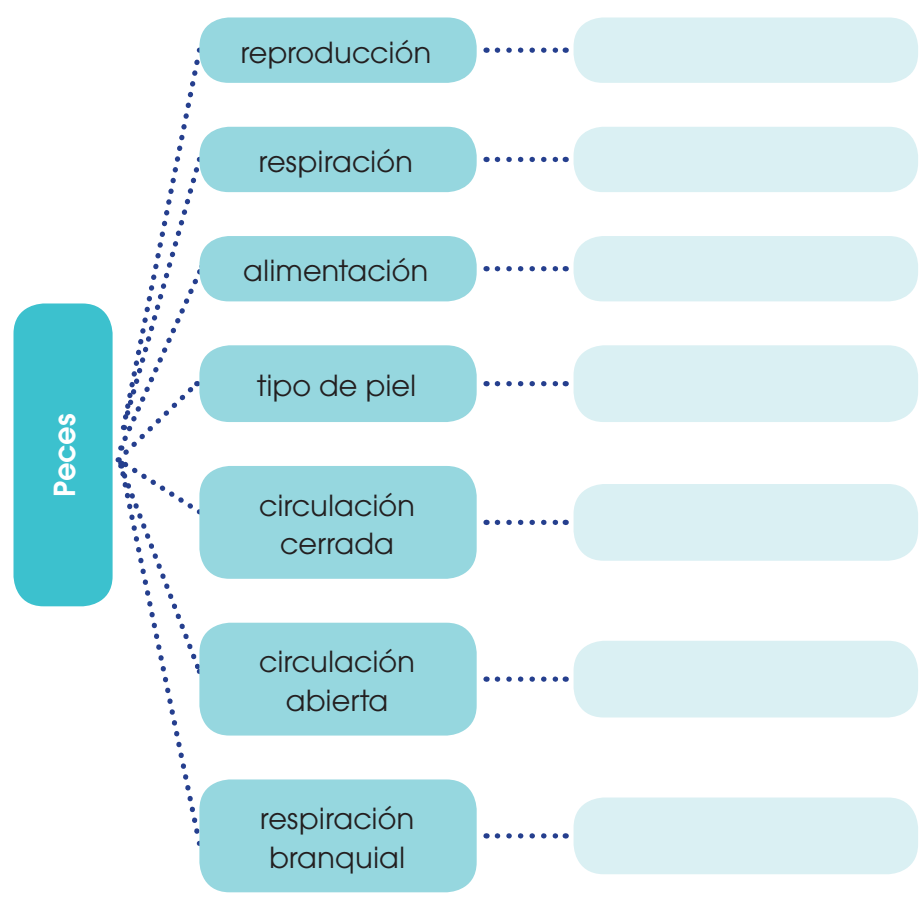 reproducción
respiración
alimentación
tipo de piel
Peces
circulación
cerrada
circulación
abierta
respiración
branquial